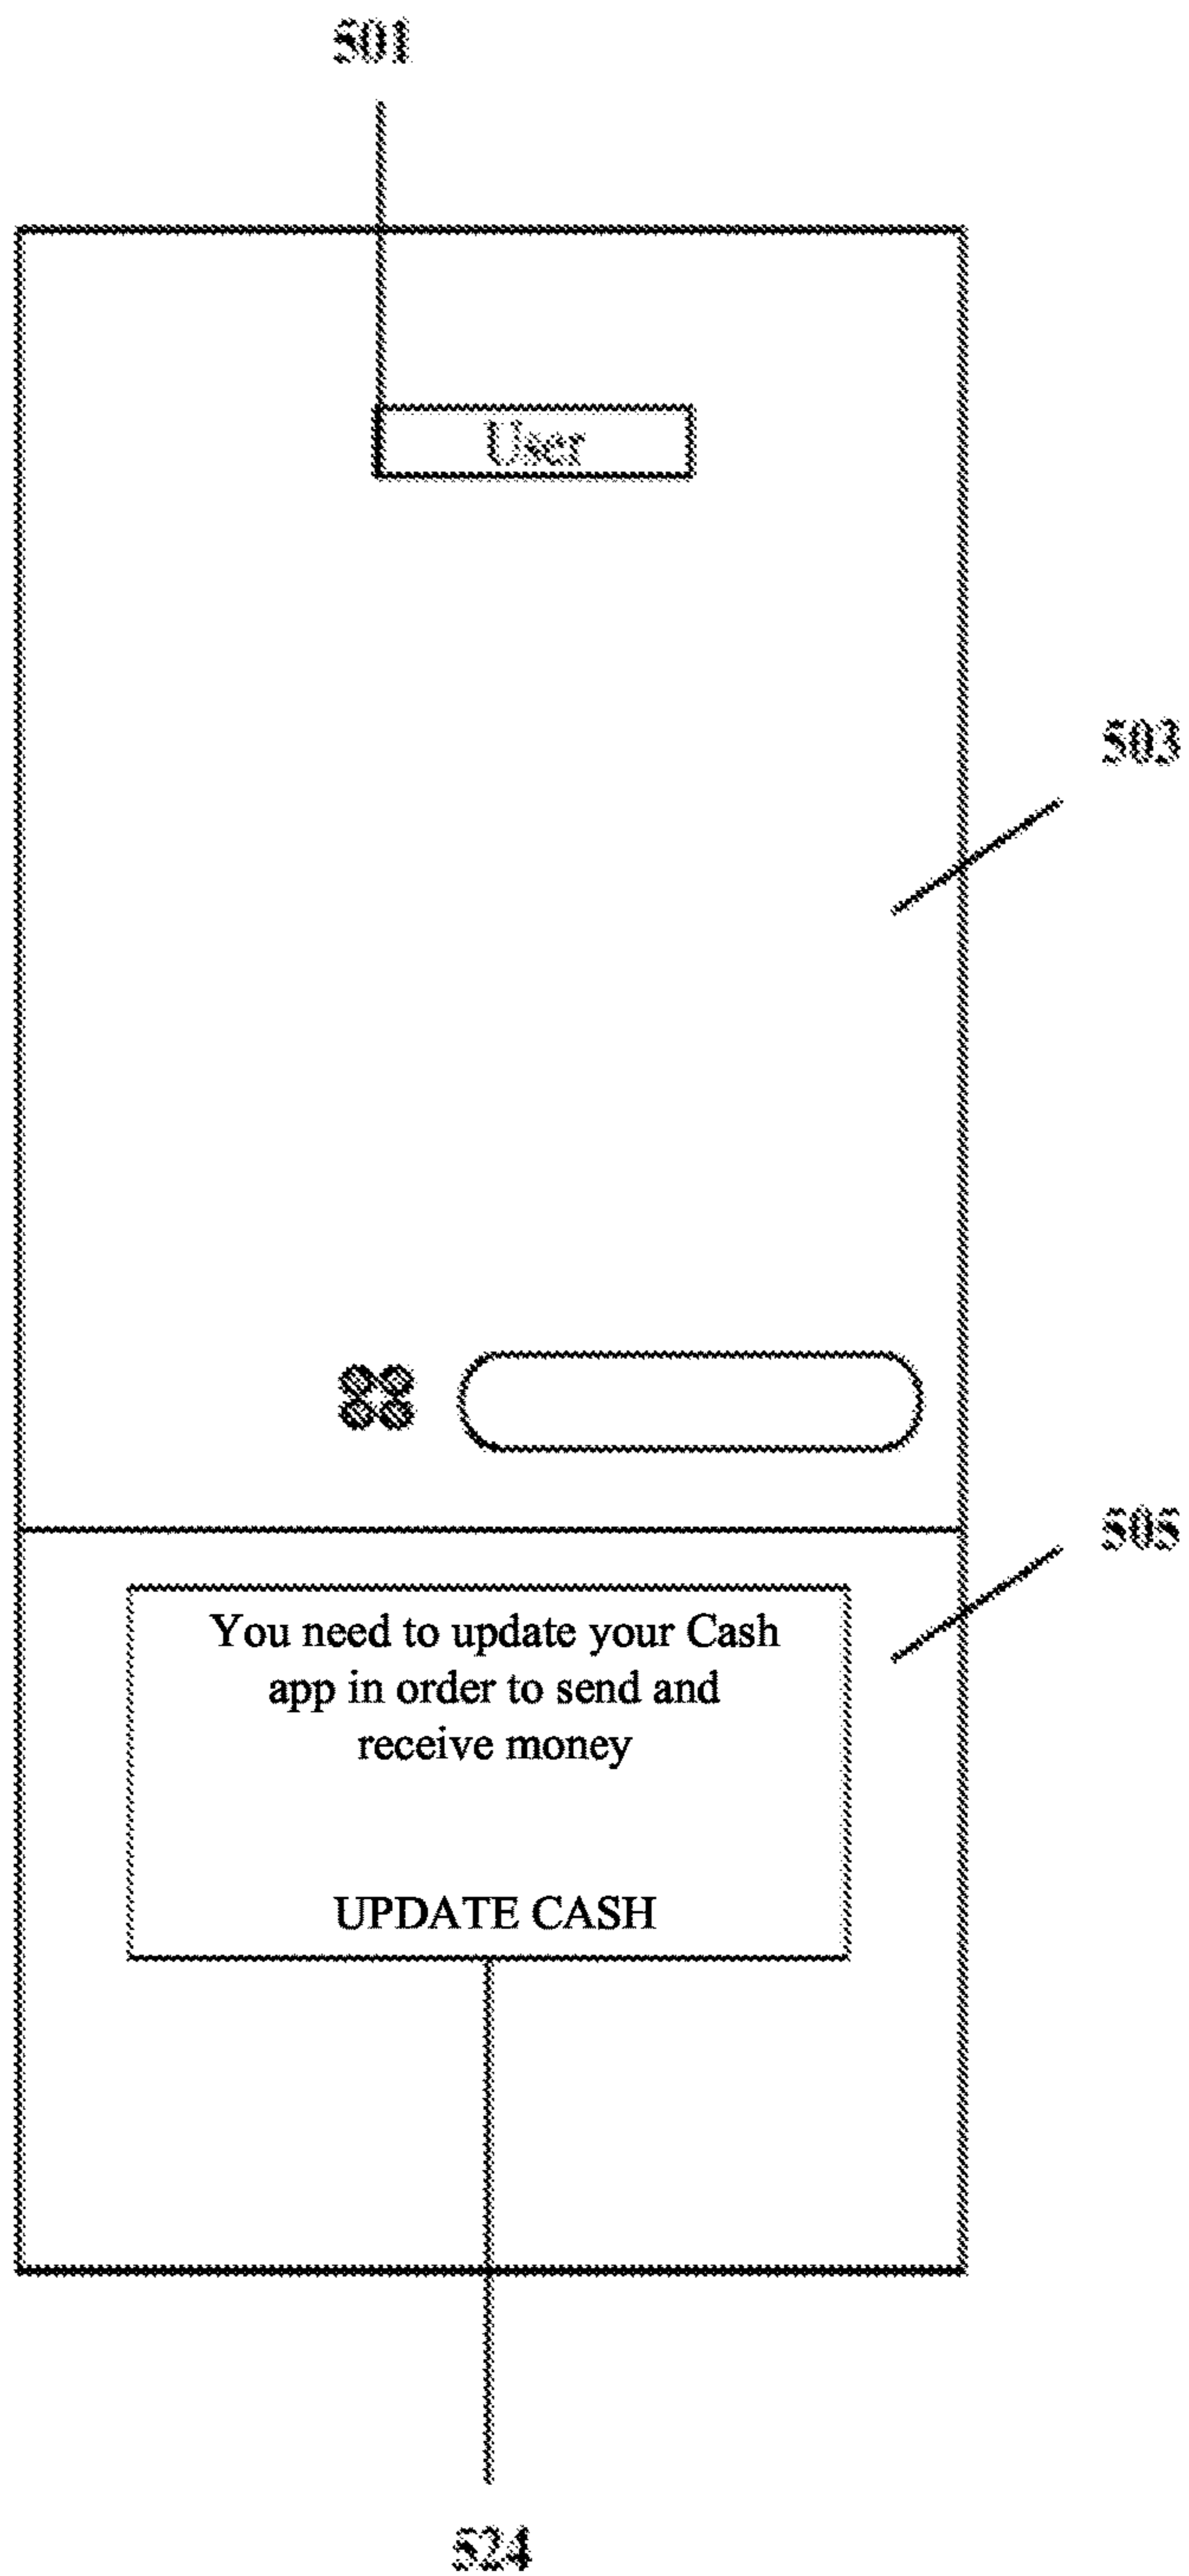 501
User
503
505
You need to update your Cash
app in order to send and
receive money
UPDATE CASH
524